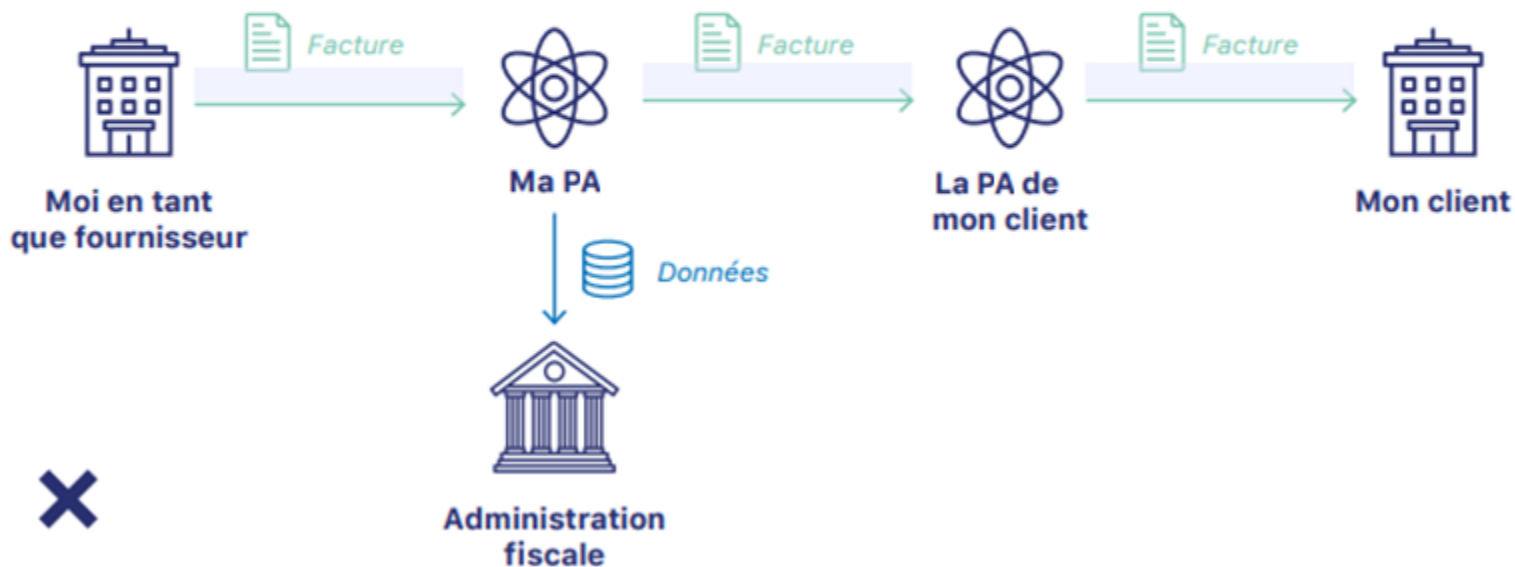 Facture
Facture
Facture
Moi en tant
que fournisseur
Ma PA
La PA de
mon client
Mon client
Données
Administration
fiscale